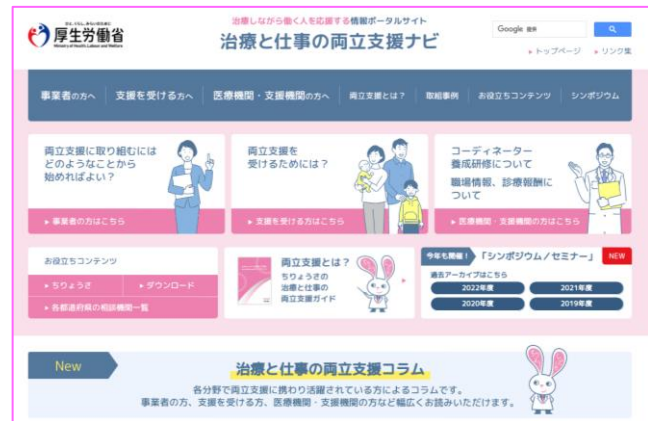 治療しながら働く人を応援する情報ポータルサイト
厚生労働省
Ministry of Health, Labour and Welfare
治療と仕事の両立支援ナビ
Google 検索
トップページ リンク集
事業者の方へ 支援を受ける方へ 医療機関・支援機関の方へ 両立支援とは? 取組事例 お役立ちコンテンツ シンポジウム
両立支援に取り組むには
どのようなことから
始めればよい?
事業者の方はこちら
両立支援を
受けるためには?
支援を受ける方はこちら
コーディネーター
養成研修について
職場情報、診療報酬に
ついて
医療機関・支援機関の方はこちら
お役立ちコンテンツ
ちりょうさ ダウンロード
各都道府県の相談機関一覧
両立支援とは?
ちりょうさの
治療と仕事の
両立支援ガイド
今年も開催! 「シンポジウム/セミナー」 NEW
過去アーカイブはこちら
2022年度 2021年度
2020年度 2019年度
New
治療と仕事の両立支援コラム
各分野で両立支援に携わり活躍されている方によるコラムです。
事業者の方、支援を受ける方、医療機関・支援機関の方など幅広くお読みいただけます。